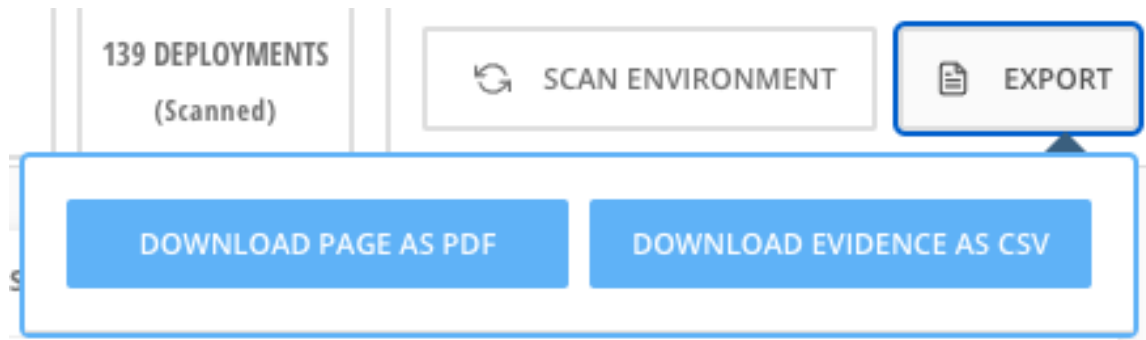 139 DEPLOYMENTS
(Scanned)
SCAN ENVIRONMENT
EXPORT
DOWNLOAD PAGE AS PDF
DOWNLOAD EVIDENCE AS CSV